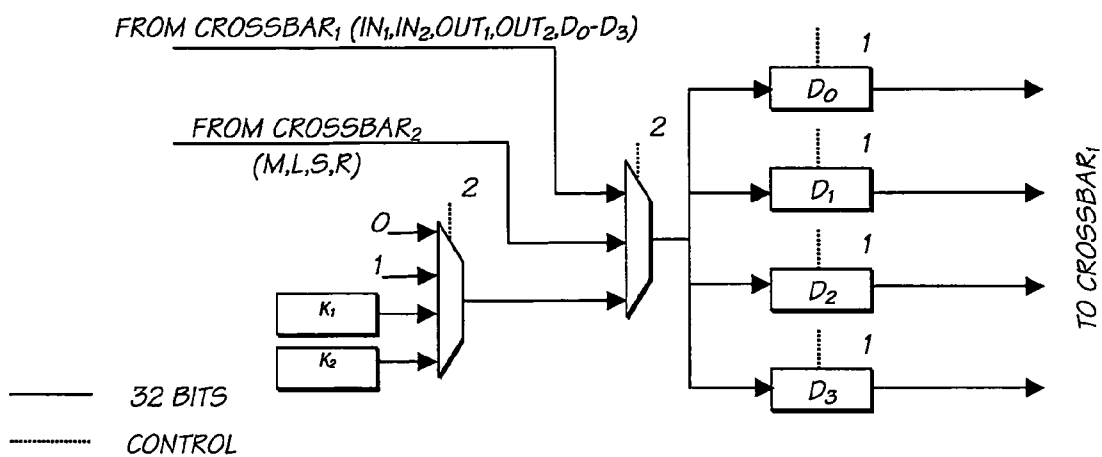 FROM CROSSBAR₁ (IN₁,IN₂,OUT₁,OUT₂,D₀-D₃)
1
D₀
FROM CROSSBAR₂
(M,L,S,R)
2
1
D₁
2
0
1
K₁
K₂
1
D₂
1
D₃
TO CROSSBAR₁
32 BITS
CONTROL